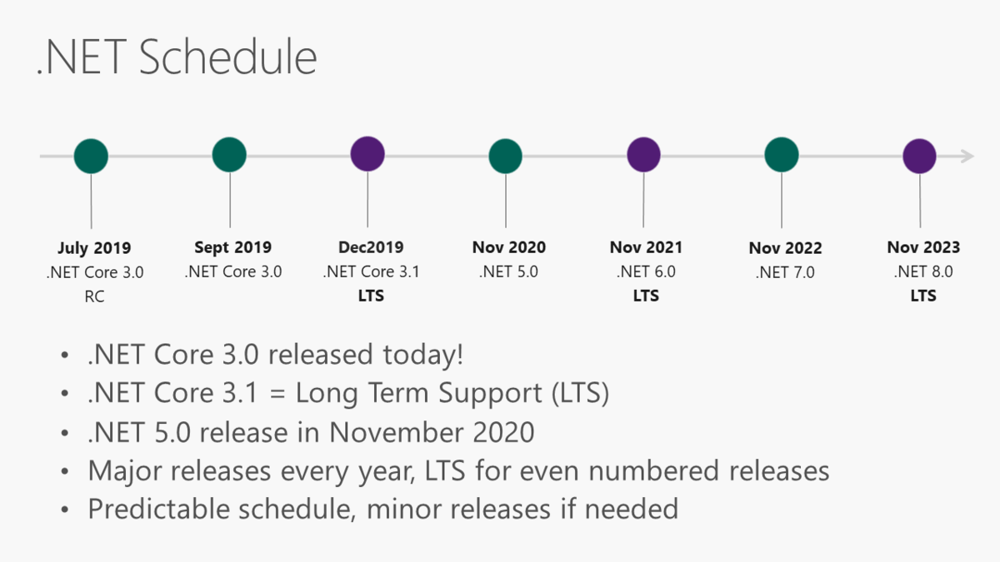 .NET Schedule
July 2019
.NET Core 3.0
RC
Sept 2019
.NET Core 3.0
Dec2019
.NET Core 3.1
LTS
Nov 2020
.NET 5.0
Nov 2021
.NET 6.0
LTS
Nov 2022
.NET 7.0
Nov 2023
.NET 8.0
LTS
• .NET Core 3.0 released today!
• .NET Core 3.1 = Long Term Support (LTS)
• .NET 5.0 release in November 2020
• Major releases every year, LTS for even numbered releases
• Predictable schedule, minor releases if needed